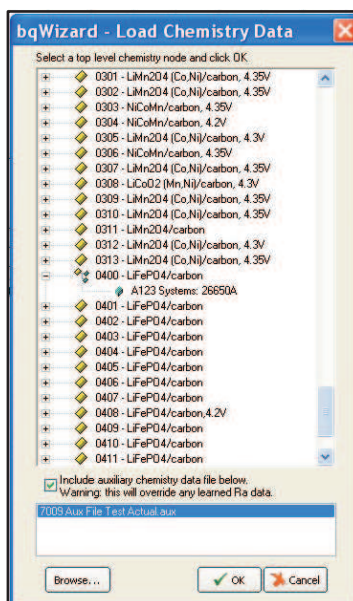 bqWizard - Load Chemistry Data
Select a top level chemistry node and click OK
0301 - LiMn2O4 (Co,Ni)/carbon, 4.35V
0302 - LiMn2O4 (Co,Ni)/carbon, 4.35V
0303 - NiCoMn/carbon, 4.35V
0304 - NiCoMn/carbon, 4.2V
0305 - LiMn2O4 (Co,Ni)/carbon, 4.3V
0306 - NiCoMn/carbon, 4.35V
0307 - LiMn2O4 (Co,Ni)/carbon, 4.35V
0308 - LiCoO2 (Mn,Ni)/carbon, 4.3V
0309 - LiMn2O4 (Co,Ni)/carbon, 4.35V
0310 - LiMn2O4 (Co,Ni)/carbon, 4.35V
0311 - LiMn2O4/carbon
0312 - LiMn2O4 (Co,Ni)/carbon, 4.3V
0313 - LiMn2O4 (Co,Ni)/carbon, 4.35V
0400 - LiFePO4/carbon
A123 Systems: 26650A
0401 - LiFePO4/carbon
0402 - LiFePO4/carbon
0403 - LiFePO4/carbon
0404 - LiFePO4/carbon
0405 - LiFePO4/carbon
0406 - LiFePO4/carbon
0407 - LiFePO4/carbon
0408 - LiFePO4/carbon,4.2V
0409 - LiFePO4/carbon
0410 - LiFePO4/carbon
0411 - LiFePO4/carbon
Include auxiliary chemistry data file below.
Warning: this will override any learned Ra data.
7009 Aux File Test Actual.aux
Browse... OK Cancel